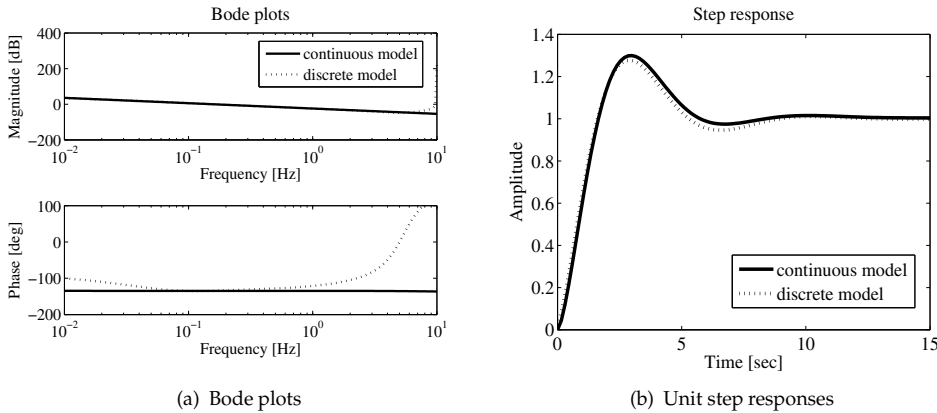 Bode plots
Magnitude [dB]
400
200
0
−200
continuous model
discrete model
10^−2
10^−1
10^0
10^1
Frequency [Hz]
Phase [deg]
100
0
−100
−200
10^−2
10^−1
10^0
10^1
Frequency [Hz]
(a) Bode plots
Step response
Amplitude
1.4
1.2
1
0.8
0.6
0.4
0.2
0
continuous model
discrete model
0
5
10
15
Time [sec]
(b) Unit step responses